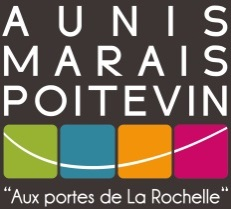 AUNIS
MARAIS
POITEVIN
"Aux portes de La Rochelle"